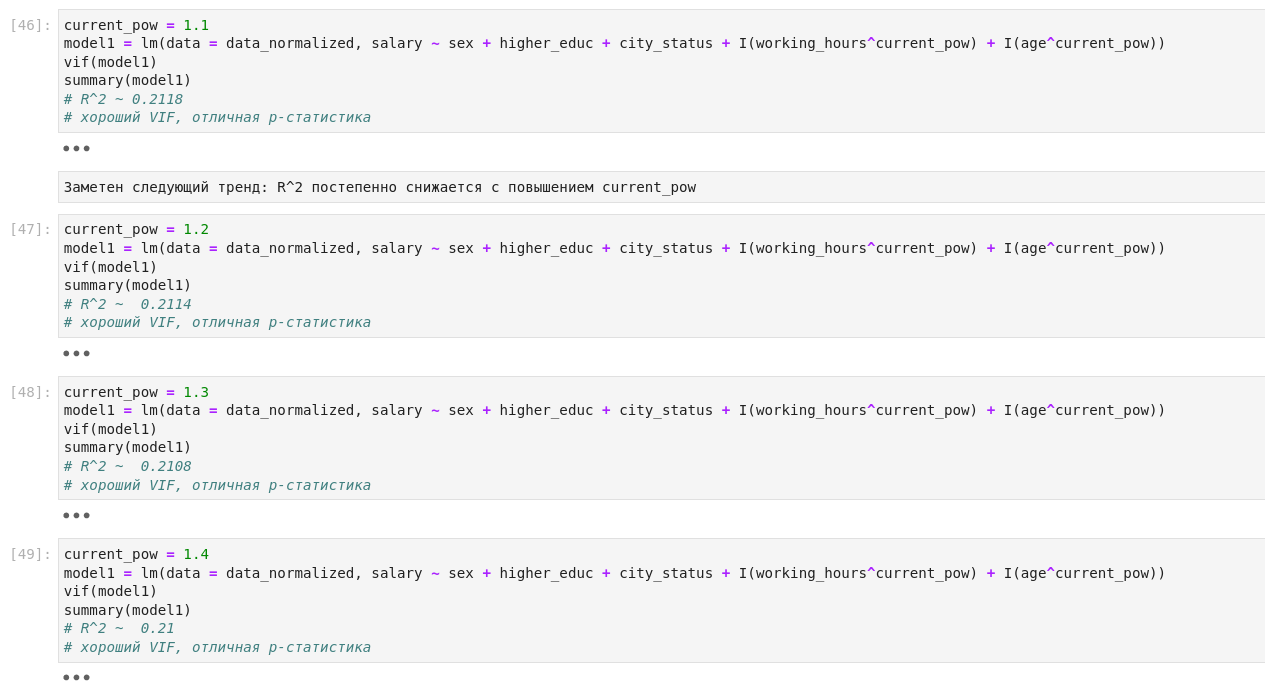 [46]:
current_pow = 1.1
model1 = lm(data = data_normalized, salary ~ sex + higher_educ + city_status + I(working_hours^current_pow) + I(age^current_pow))
vif(model1)
summary(model1)
# R^2 ~ 0.2118
# хороший VIF, отличная p-статистика
•••
Заметен следующий тренд: R^2 постепенно снижается с повышением current_pow
[47]:
current_pow = 1.2
model1 = lm(data = data_normalized, salary ~ sex + higher_educ + city_status + I(working_hours^current_pow) + I(age^current_pow))
vif(model1)
summary(model1)
# R^2 ~  0.2114
# хороший VIF, отличная p-статистика
•••
[48]:
current_pow = 1.3
model1 = lm(data = data_normalized, salary ~ sex + higher_educ + city_status + I(working_hours^current_pow) + I(age^current_pow))
vif(model1)
summary(model1)
# R^2 ~  0.2108
# хороший VIF, отличная p-статистика
•••
[49]:
current_pow = 1.4
model1 = lm(data = data_normalized, salary ~ sex + higher_educ + city_status + I(working_hours^current_pow) + I(age^current_pow))
vif(model1)
summary(model1)
# R^2 ~  0.21
# хороший VIF, отличная p-статистика
•••